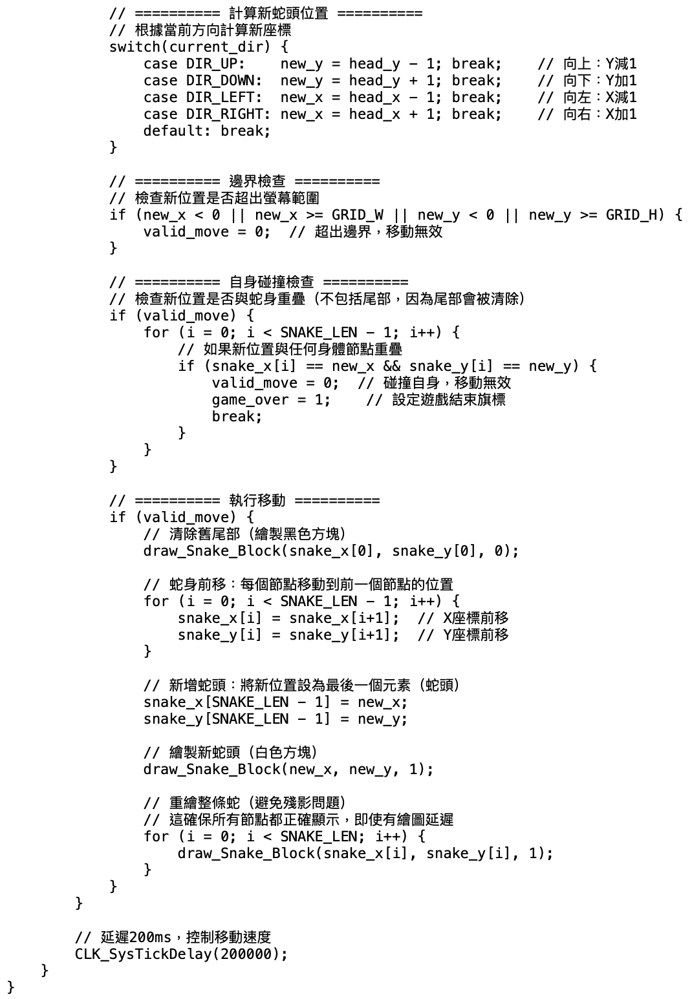 // ========== 計算新蛇頭位置 ==========
// 根據當前方向計算新座標
switch(current_dir) {
    case DIR_UP:    new_y = head_y - 1; break;    // 向上：Y減1
    case DIR_DOWN:  new_y = head_y + 1; break;    // 向下：Y加1
    case DIR_LEFT:  new_x = head_x - 1; break;    // 向左：X減1
    case DIR_RIGHT: new_x = head_x + 1; break;    // 向右：X加1
    default: break;
}
// ========== 邊界檢查 ==========
// 檢查新位置是否超出螢幕範圍
if (new_x < 0 || new_x >= GRID_W || new_y < 0 || new_y >= GRID_H) {
    valid_move = 0;  // 超出邊界，移動無效
}
// ========== 自身碰撞檢查 ==========
// 檢查新位置是否與蛇身重疊（不包括尾部，因為尾部會被清除）
if (valid_move) {
    for (i = 0; i < SNAKE_LEN - 1; i++) {
        // 如果新位置與任何身體節點重疊
        if (snake_x[i] == new_x && snake_y[i] == new_y) {
            valid_move = 0;  // 碰撞自身，移動無效
            game_over = 1;    // 設定遊戲結束旗標
            break;
        }
    }
}
// ========== 執行移動 ==========
if (valid_move) {
    // 清除舊尾部（繪製黑色方塊）
    draw_Snake_Block(snake_x[0], snake_y[0], 0);
    // 蛇身前移：每個節點移動到前一個節點的位置
    for (i = 0; i < SNAKE_LEN - 1; i++) {
        snake_x[i] = snake_x[i+1];  // X座標前移
        snake_y[i] = snake_y[i+1];  // Y座標前移
    }
    // 新增蛇頭：將新位置設為最後一個元素（蛇頭）
    snake_x[SNAKE_LEN - 1] = new_x;
    snake_y[SNAKE_LEN - 1] = new_y;
    // 繪製新蛇頭（白色方塊）
    draw_Snake_Block(new_x, new_y, 1);
    // 重繪整條蛇（避免殘影問題）
    // 這確保所有節點都正確顯示，即使有繪圖延遲
    for (i = 0; i < SNAKE_LEN; i++) {
        draw_Snake_Block(snake_x[i], snake_y[i], 1);
    }
}
}
// 延遲200ms，控制移動速度
CLK_SysTickDelay(200000);
}
}